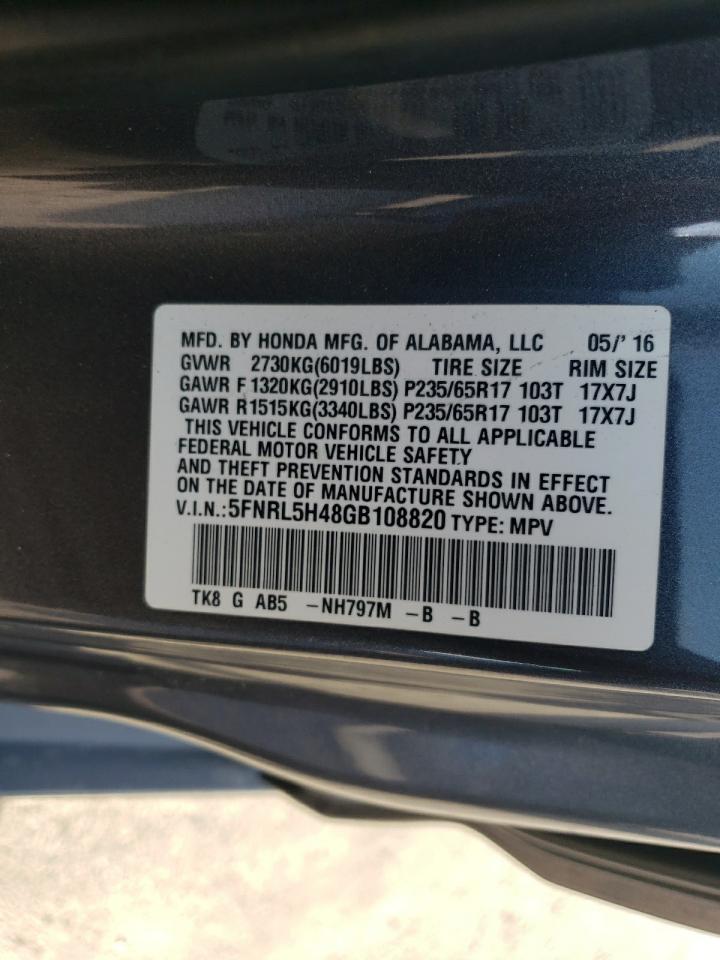 MFD. BY HONDA MFG. OF ALABAMA, LLC 05/'16
GVWR 2730KG(6019LBS) TIRE SIZE RIM SIZE
GAWR F1320KG(2910LBS) P235/65R17 103T 17X7J
GAWR R1515KG(3340LBS) P235/65R17 103T 17X7J
THIS VEHICLE CONFORMS TO ALL APPLICABLE
FEDERAL MOTOR VEHICLE SAFETY
AND THEFT PREVENTION STANDARDS IN EFFECT
ON THE DATE OF MANUFACTURE SHOWN ABOVE.
V.I.N.:5FNRL5H48GB108820 TYPE: MPV
TK8 G AB5 -NH797M -B -B